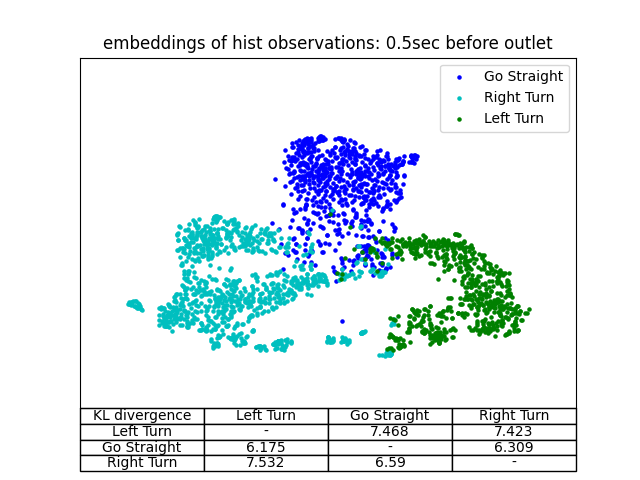 embeddings of hist observations: 0.5sec before outlet
Go Straight
Right Turn
Left Turn
KL divergence Left Turn Go Straight Right Turn
Left Turn - 7.468 7.423
Go Straight 6.175 - 6.309
Right Turn 7.532 6.59 -